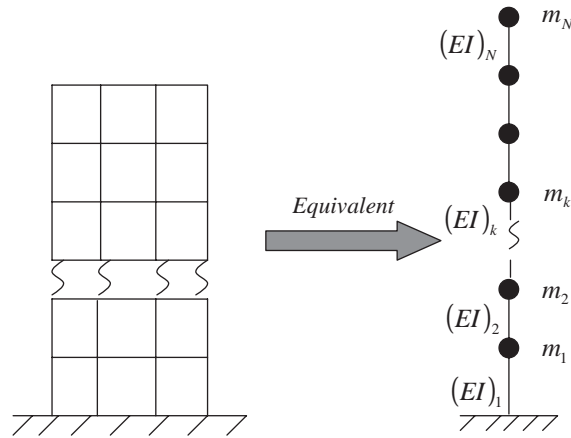 m_N
(EI)_N
Equivalent
m_k
(EI)_k
m_2
(EI)_2
m_1
(EI)_1